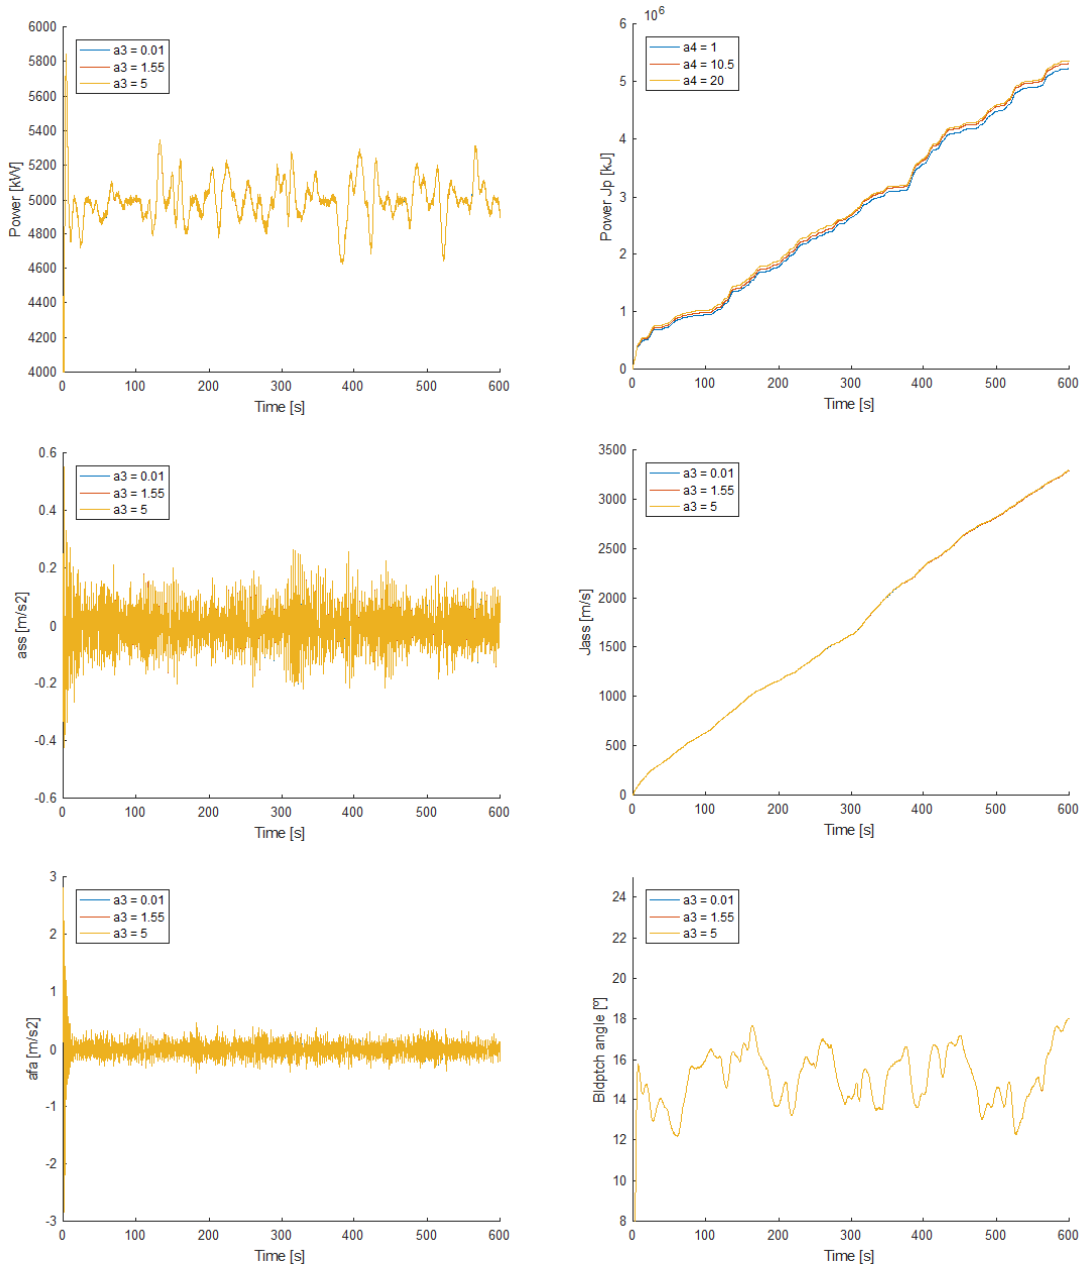 6000
5800
5600
5400
5200
5000
4800
4600
4400
4200
4000
Power [kW]
a3 = 0.01
a3 = 1.55
a3 = 5
0 100 200 300 400 500 600
Time [s]
×10^6
6
5
4
3
2
1
0
Power Jp [kJ]
a4 = 1
a4 = 10.5
a4 = 20
0 100 200 300 400 500 600
Time [s]
0.6
0.4
0.2
0
-0.2
-0.4
-0.6
ass [m/s2]
a3 = 0.01
a3 = 1.55
a3 = 5
0 100 200 300 400 500 600
Time [s]
3500
3000
2500
2000
1500
1000
500
0
Jass [m/s]
a3 = 0.01
a3 = 1.55
a3 = 5
0 100 200 300 400 500 600
Time [s]
3
2
1
0
-1
-2
-3
afa [m/s2]
a3 = 0.01
a3 = 1.55
a3 = 5
0 100 200 300 400 500 600
Time [s]
24
22
20
18
16
14
12
10
8
Bldptch angle [º]
a3 = 0.01
a3 = 1.55
a3 = 5
0 100 200 300 400 500 600
Time [s]